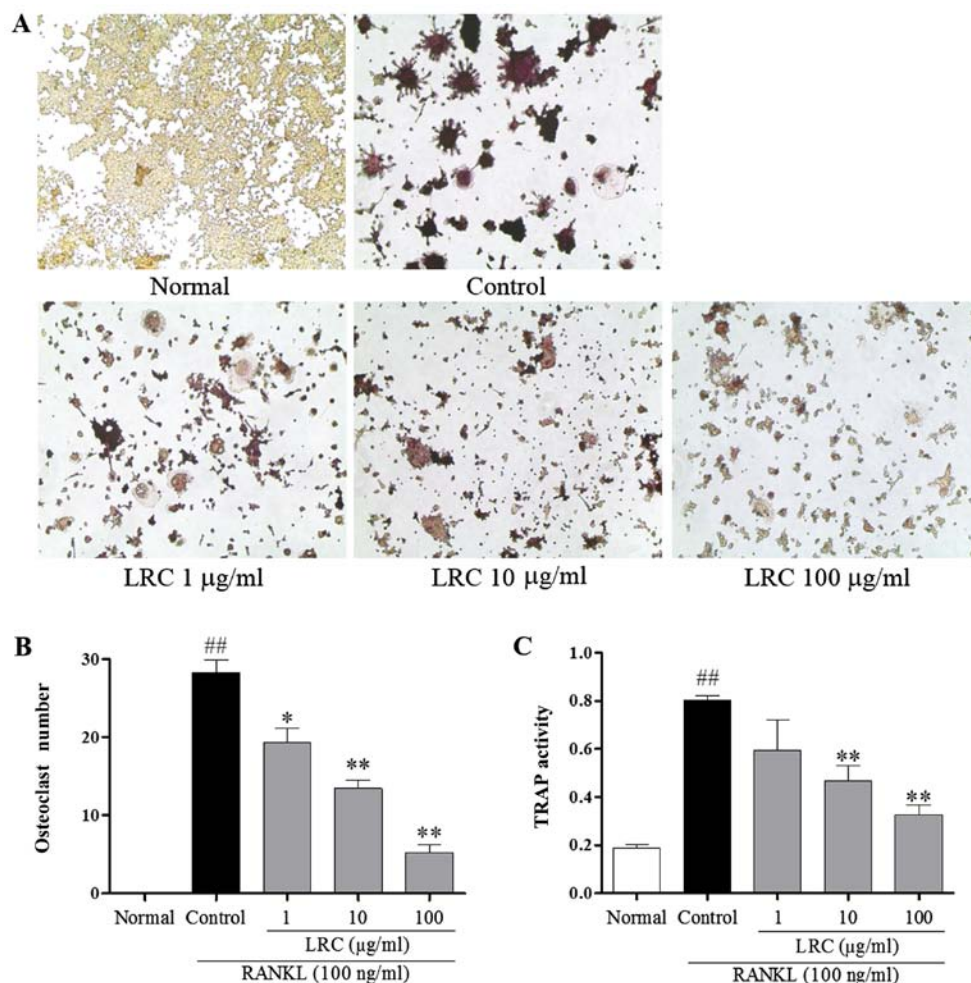 A
Normal
Control
LRC 1 μg/ml
LRC 10 μg/ml
LRC 100 μg/ml
B
Osteoclast number
30
20
10
0
##
*
**
**
Normal
Control
1
10
100
LRC (μg/ml)
RANKL (100 ng/ml)
C
TRAP activity
1.0
0.8
0.6
0.4
0.2
0.0
##
**
**
Normal
Control
1
10
100
LRC (μg/ml)
RANKL (100 ng/ml)